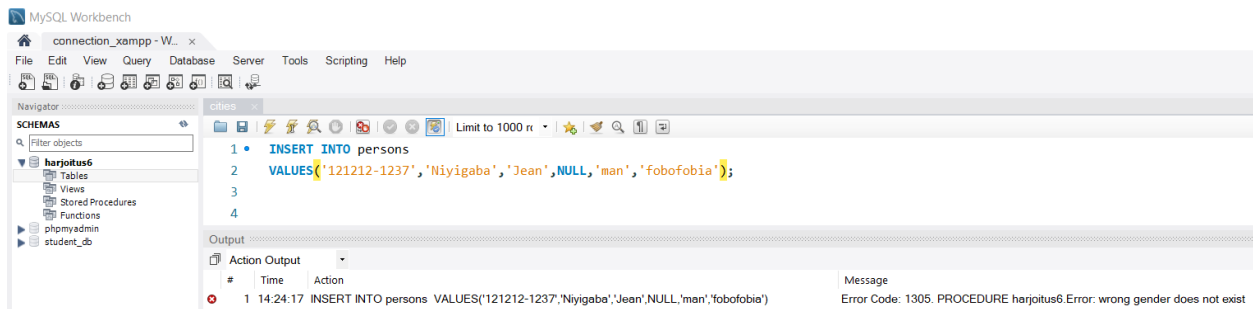 MySQL Workbench
connection_xampp - W... ×
File Edit View Query Database Server Tools Scripting Help
Navigator
cities ×
SCHEMAS
Limit to 1000 rc
Filter objects
harjoitus6
Tables
Views
Stored Procedures
Functions
phpmyadmin
student_db
1 INSERT INTO persons
2 VALUES('121212-1237','Niyigaba','Jean',NULL,'man','fobofobia');
3
4
Output
Action Output
# Time Action Message
1 14:24:17 INSERT INTO persons VALUES('121212-1237','Niyigaba','Jean',NULL,'man','fobofobia') Error Code: 1305. PROCEDURE harjoitus6.Error: wrong gender does not exist